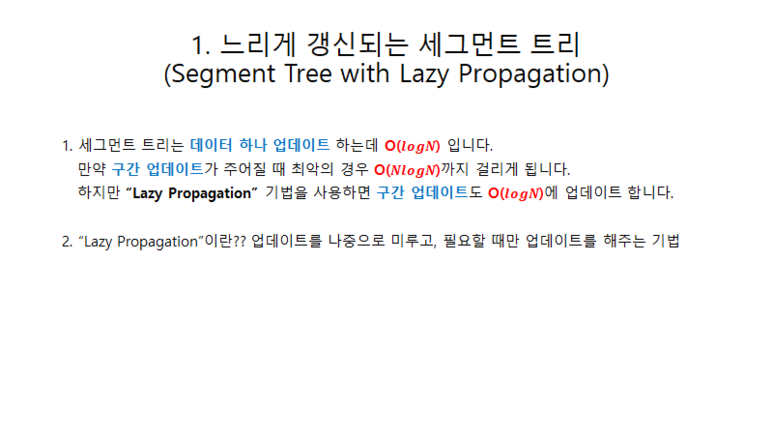 1. 느리게 갱신되는 세그먼트 트리
(Segment Tree with Lazy Propagation)
1. 세그먼트 트리는 데이터 하나 업데이트 하는데 O(logN) 입니다.
만약 구간 업데이트가 주어질 때 최악의 경우 O(NlogN)까지 걸리게 됩니다.
하지만 “Lazy Propagation” 기법을 사용하면 구간 업데이트도 O(logN)에 업데이트 합니다.
2. “Lazy Propagation”이란?? 업데이트를 나중으로 미루고, 필요할 때만 업데이트를 해주는 기법